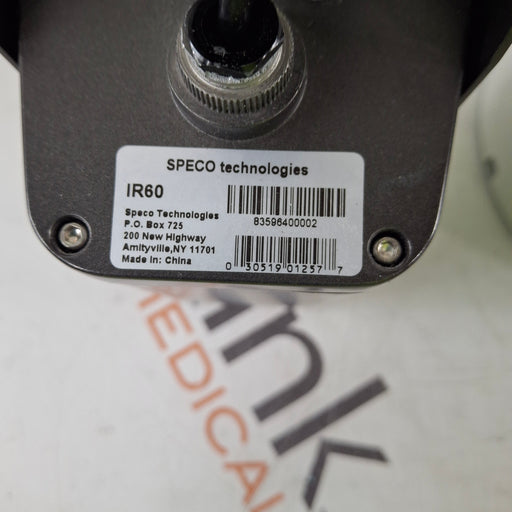 SPECO technologies
IR60
83596400002
Speco Technologies
P.O. Box 725
200 New Highway
Amityville,NY 11701
Made In: China
0 30519 01257 7
MEDICAL